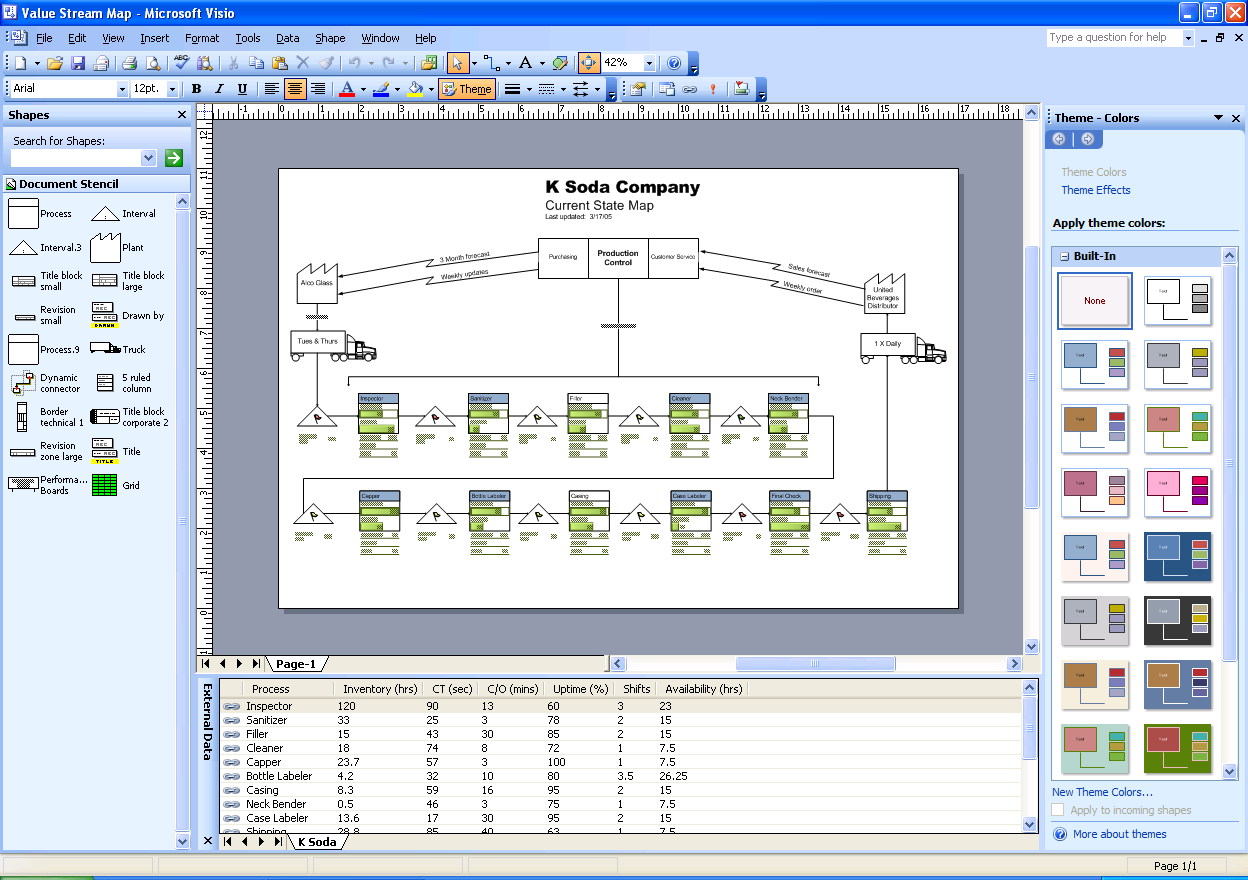 Value Stream Map - Microsoft Visio
File Edit View Insert Format Tools Data Shape Window Help
Type a question for help
42%
Arial 12pt. B I U Theme
Shapes
Search for Shapes:
Document Stencil
Process Interval
Interval.3 Plant
Title block small
Title block large
Revision small
Drawn by
Process.9 Truck
Dynamic connector
5 ruled column
Border technical 1
Title block corporate 2
Revision zone large
Title
Performa... Boards
Grid
K Soda Company
Current State Map
Last updated: 3/17/05
Purchasing
Production Control
Customer Service
3 Month forecast
Weekly updates
Sales forecast
Weekly order
Alco Glass
United Beverages Distributor
Tues & Thurs
1 X Daily
Inspector Sanitizer Filler Cleaner Neck Bender
Capper Bottle Labeler Casing Case Labeler Final Check Shipping
Page-1
External Data
Process Inventory (hrs) CT (sec) C/O (mins) Uptime (%) Shifts Availability (hrs)
Inspector 120 90 13 60 3 23
Sanitizer 33 25 3 78 2 15
Filler 15 43 30 85 2 15
Cleaner 18 74 8 72 1 7.5
Capper 23.7 57 3 100 1 7.5
Bottle Labeler 4.2 32 10 80 3.5 26.25
Casing 8.3 59 16 95 2 15
Neck Bender 0.5 46 3 75 1 7.5
Case Labeler 13.6 17 30 95 2 15
Shipping 28.8 85 40 63 1 7.5
K Soda
Theme - Colors
Theme Colors
Theme Effects
Apply theme colors:
Built-In
None
New Theme Colors...
Apply to incoming shapes
More about themes
Page 1/1